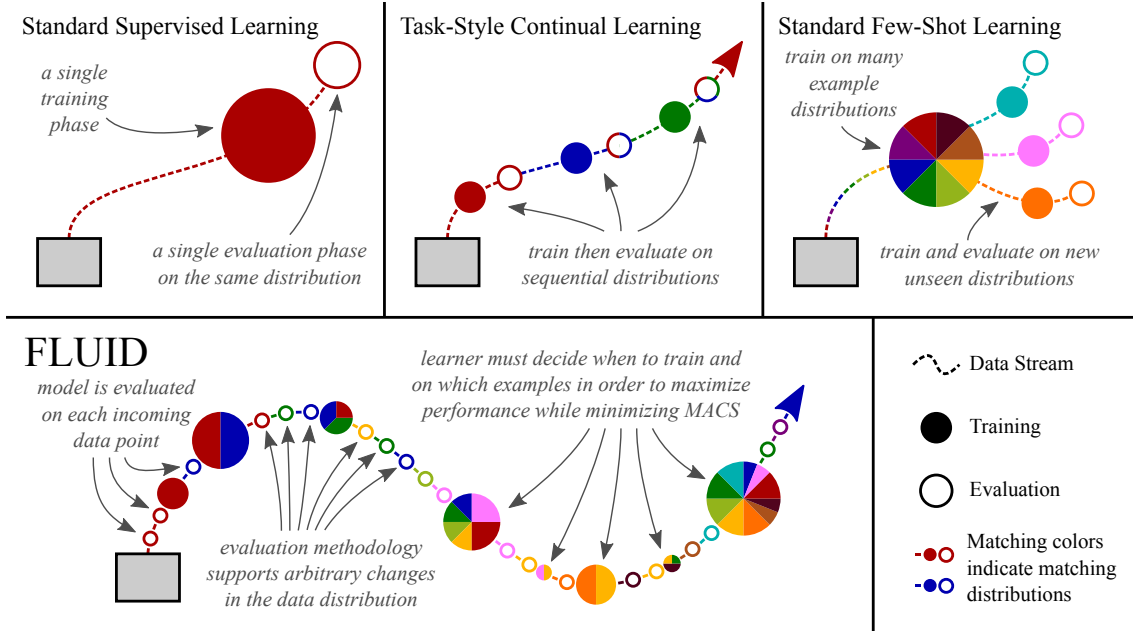 Standard Supervised Learning
a single
training
phase
a single evaluation phase
on the same distribution
Task-Style Continual Learning
train then evaluate on
sequential distributions
Standard Few-Shot Learning
train on many
example
distributions
train and evaluate on new
unseen distributions
FLUID
model is evaluated
on each incoming
data point
evaluation methodology
supports arbitrary changes
in the data distribution
learner must decide when to train and
on which examples in order to maximize
performance while minimizing MACS
Data Stream
Training
Evaluation
Matching colors
indicate matching
distributions